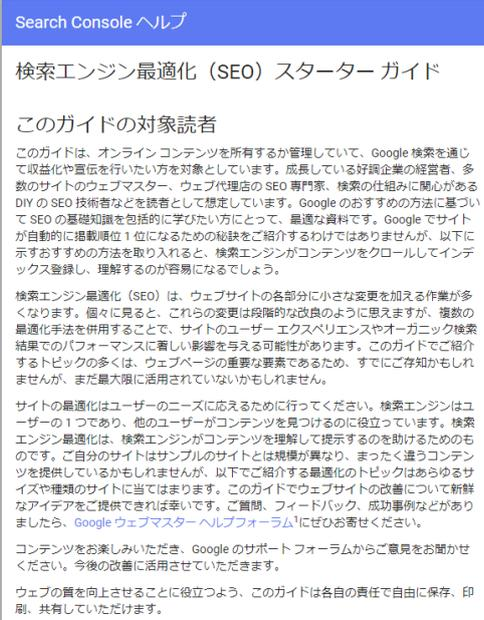 Search Console ヘルプ
検索エンジン最適化（SEO）スターター ガイド
このガイドの対象読者
このガイドは、オンライン コンテンツを所有するか管理していて、Google 検索を通じ
て収益化や宣伝を行いたい方を対象としています。成長している好調企業の経営者、多
数のサイトのウェブマスター、ウェブ代理店の SEO 専門家、検索の仕組みに関心がある
DIY の SEO 技術者などを読者として想定しています。Google のおすすめの方法に基づい
て SEO の基礎知識を包括的に学びたい方にとって、最適な資料です。Google でサイト
が自動的に掲載順位 1 位になるための秘訣をご紹介するわけではありませんが、以下に
示すおすすめの方法を取り入れると、検索エンジンがコンテンツをクロールしてインデ
ックス登録し、理解するのが容易になるでしょう。
検索エンジン最適化（SEO）は、ウェブサイトの各部分に小さな変更を加える作業が多
くなります。個々に見ると、これらの変更は段階的な改良のように思えますが、複数の
最適化手法を併用することで、サイトのユーザー エクスペリエンスやオーガニック検索
結果でのパフォーマンスに著しい影響を与える可能性があります。このガイドでご紹介
するトピックの多くは、ウェブページの重要な要素であるため、すでにご存知かもしれ
ませんが、まだ最大限に活用されていないかもしれません。
サイトの最適化はユーザーのニーズに応えるために行ってください。検索エンジンはユ
ーザーの 1 つであり、他のユーザーがコンテンツを見つけるのに役立っています。検索
エンジン最適化は、検索エンジンがコンテンツを理解して提示するのを助けるためのも
のです。ご自分のサイトはサンプルのサイトとは規模が異なり、まったく違うコンテン
ツを提供しているかもしれませんが、以下でご紹介する最適化のトピックはあらゆるサ
イズや種類のサイトに当てはまります。このガイドでウェブサイトの改善について新鮮
なアイデアをご提供できれば幸いです。ご質問、フィードバック、成功事例などがあり
ましたら、Google ウェブマスター ヘルプフォーラム¹にぜひお寄せください。
コンテンツをお楽しみいただき、Google のサポート フォーラムからご意見をお聞かせ
ください。今後の改善に活用させていただきます。
ウェブの質を向上させることに役立つよう、このガイドは各自の責任で自由に保存、印
刷、共有していただけます。